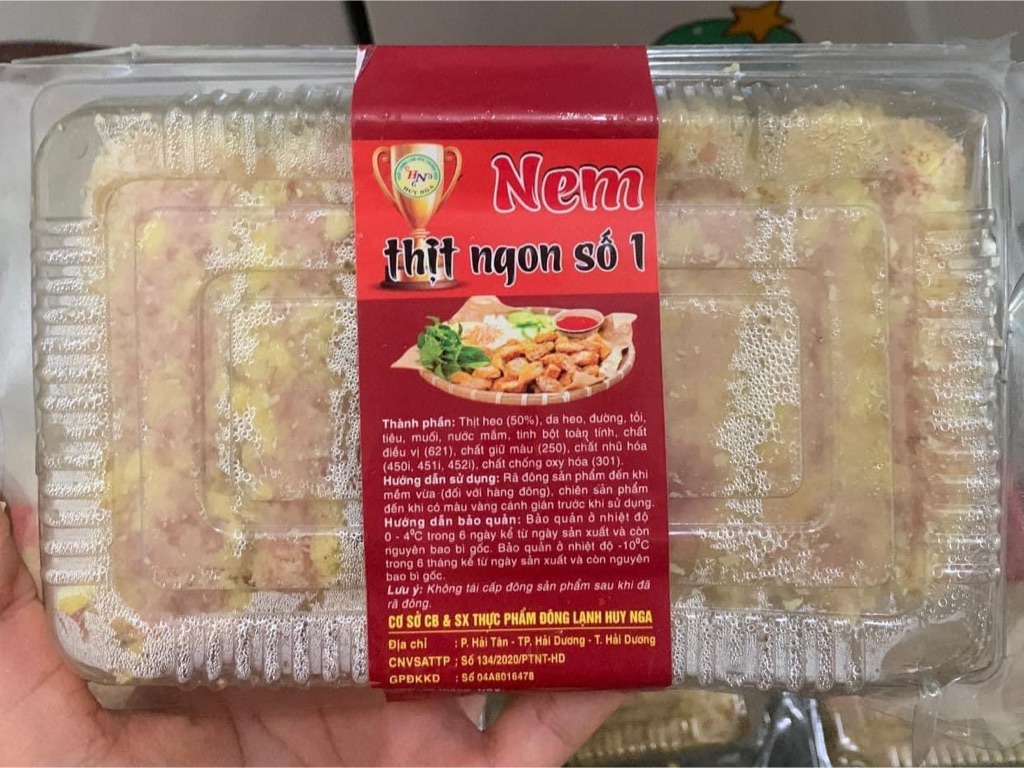 HN
HUY NGA
Nem
thịt ngon số 1
Thành phần: Thịt heo (50%), da heo, đường, tỏi,
tiêu, muối, nước mắm, tinh bột toàn tính, chất
điều vị (621), chất giữ màu (250), chất nhũ hóa
(450i, 451i, 452i), chất chống oxy hóa (301).
Hướng dẫn sử dụng: Rã đông sản phẩm đến khi
mềm vừa (đối với hàng đông), chiên sản phẩm
đến khi có màu vàng cánh gián trước khi sử dụng.
Hướng dẫn bảo quản: Bảo quản ở nhiệt độ
0 - 4⁰C trong 6 ngày kể từ ngày sản xuất và còn
nguyên bao bì gốc. Bảo quản ở nhiệt độ -10⁰C
trong 6 tháng kể từ ngày sản xuất và còn nguyên
bao bì gốc.
Lưu ý: Không tái cấp đông sản phẩm sau khi đã
rã đông.
CƠ SỞ CB & SX THỰC PHẨM ĐÔNG LẠNH HUY NGA
Địa chỉ : P. Hải Tân - TP. Hải Dương - T. Hải Dương
CNVSATTP : Số 134/2020/PTNT-HD
GPĐKKD : Số 04A8016478